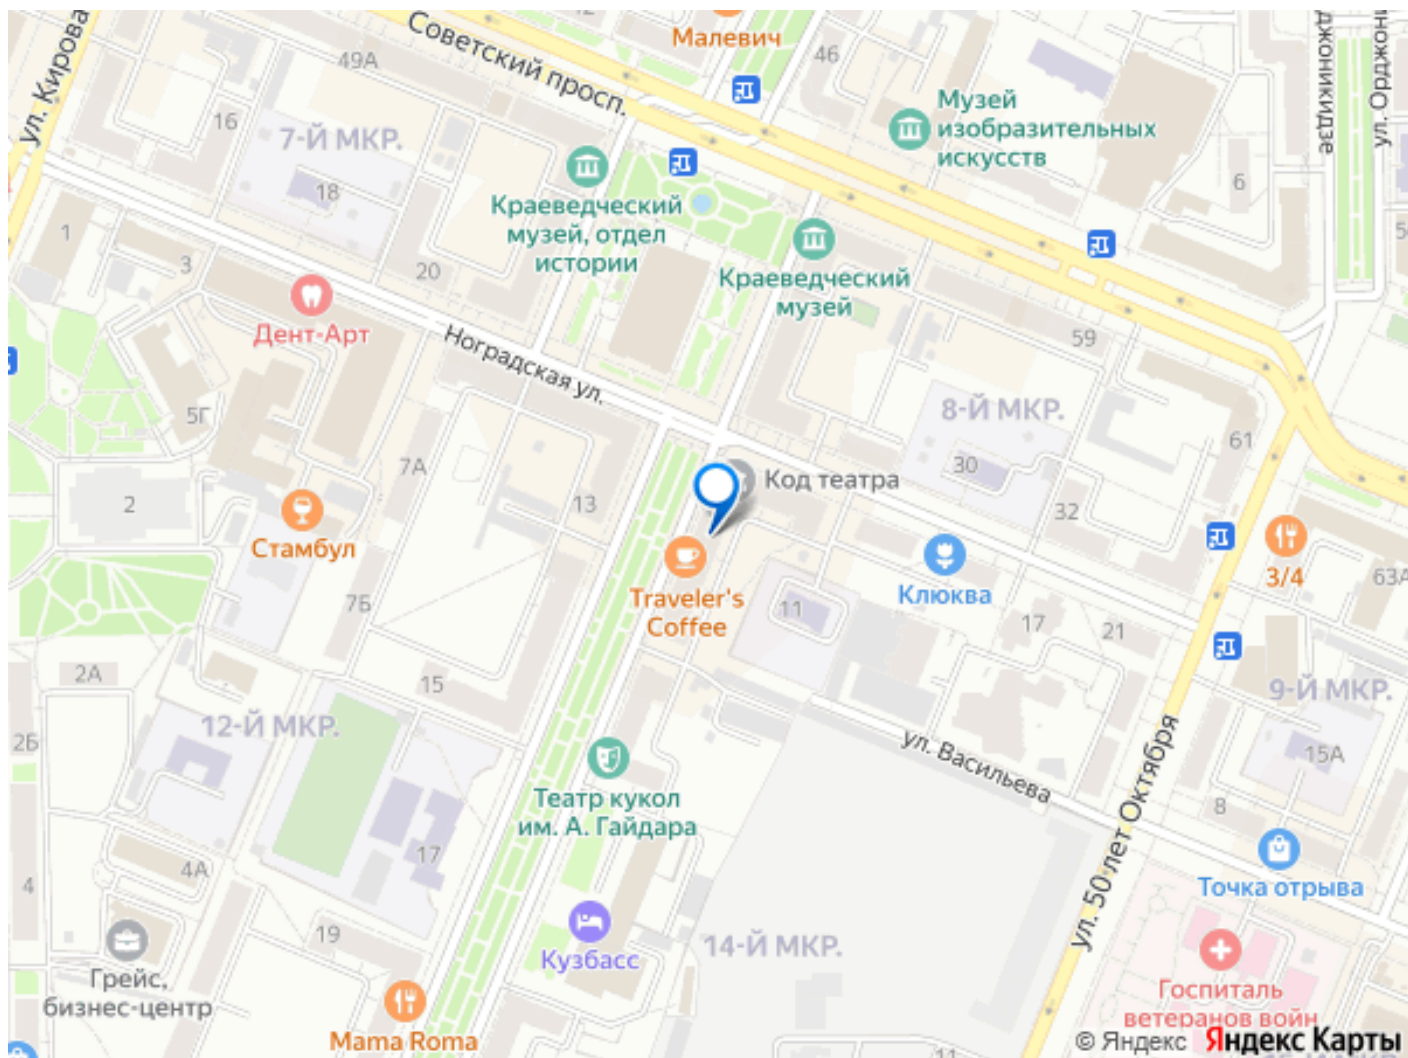 Малевич
46
49А
12
Советский просп.
ул. Кирова
джоникидзе
ул. Орджони
16
7-Й МКР.
18
Музей
изобразительных
искусств
6
Краеведческий
музей, отдел
истории
1
3
20
Краеведческий
музей
Дент-Арт
59
Ноградская ул.
5Г
8-Й МКР.
61
7А
30
Код театра
2
13
32
Стамбул
3/4
63А
Клюква
7Б
Traveler's
Coffee
11
17
21
2А
15
9-Й МКР.
12-Й МКР.
2Б
ул. Васильева
15А
ул. 50 лет Октября
8
Театр кукол
им. А. Гайдара
17
4А
4
Точка отрыва
19
14-Й МКР.
Кузбасс
Грейс,
бизнес-центр
Госпиталь
ветеранов войн
Mama Roma
11
© Яндекс Яндекс Карты